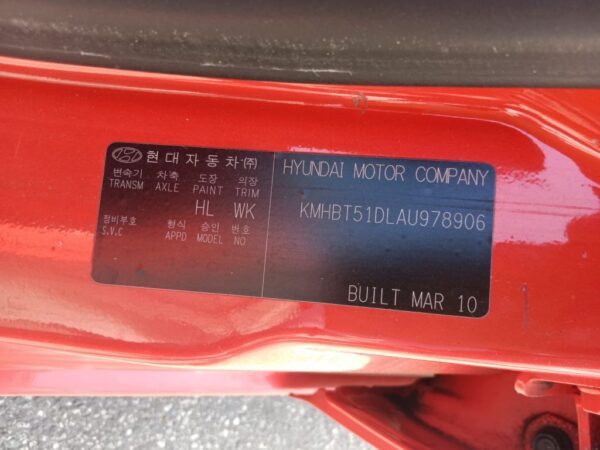 현대자동차(주)
변속기 차축 도장 의장
TRANSM AXLE PAINT TRIM
HL WK
정비부호 형식 승인 번호
S.V.C APPD MODEL NO
HYUNDAI MOTOR COMPANY
KMHBT51DLAU978906
BUILT MAR 10